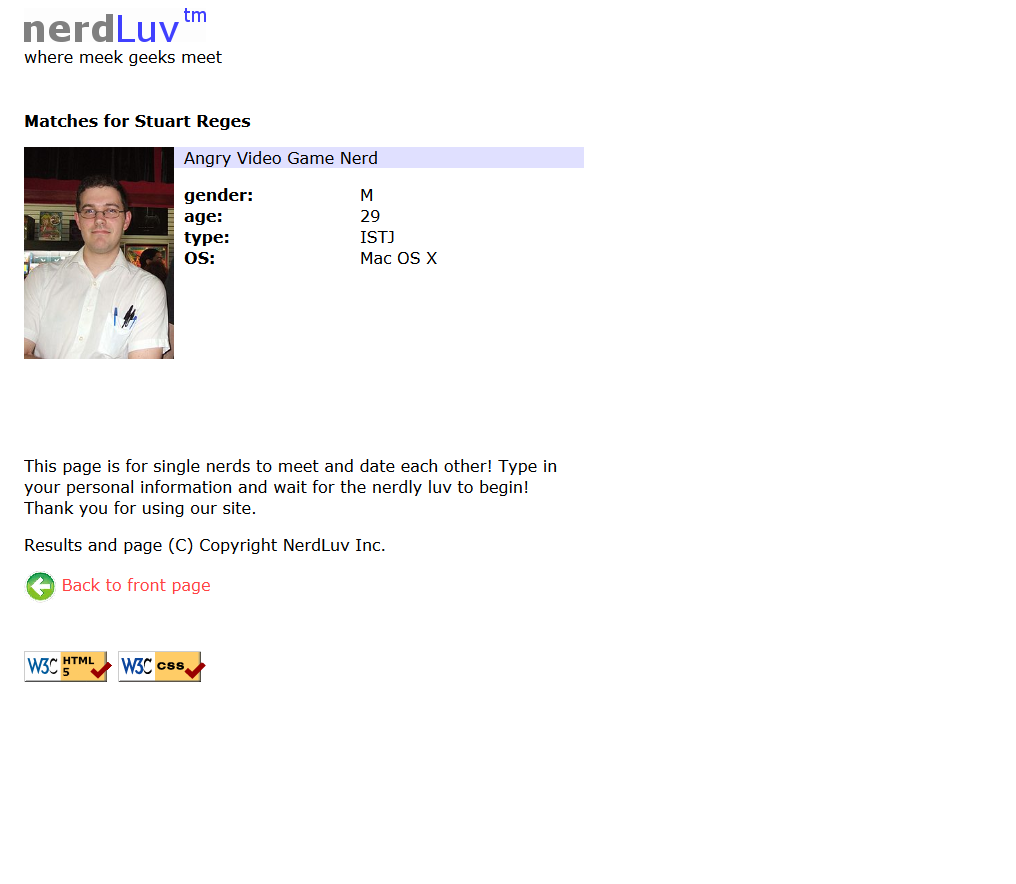 nerdLuv tm
where meek geeks meet
Matches for Stuart Reges
Angry Video Game Nerd
gender: M
age: 29
type: ISTJ
OS: Mac OS X
This page is for single nerds to meet and date each other! Type in
your personal information and wait for the nerdly luv to begin!
Thank you for using our site.
Results and page (C) Copyright NerdLuv Inc.
Back to front page
W3C HTML 5
W3C css